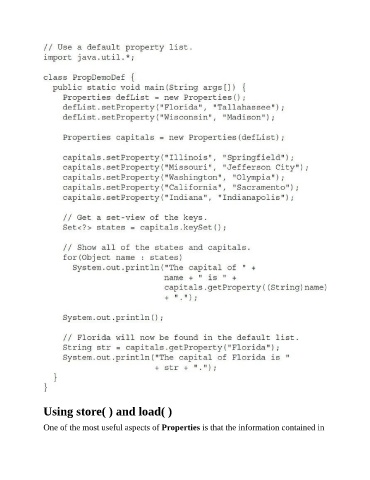 // Use a default property list.
import java.util.*;
class PropDemoDef {
public static void main(String args[]) {
Properties defList = new Properties();
defList.setProperty("Florida", "Tallahassee");
defList.setProperty("Wisconsin", "Madison");
Properties capitals = new Properties(defList);
capitals.setProperty("Illinois", "Springfield");
capitals.setProperty("Missouri", "Jefferson City");
capitals.setProperty("Washington", "Olympia");
capitals.setProperty("California", "Sacramento");
capitals.setProperty("Indiana", "Indianapolis");
// Get a set-view of the keys.
Set<?> states = capitals.keySet();
// Show all of the states and capitals.
for(Object name : states)
System.out.println("The capital of " +
name + " is " +
capitals.getProperty((String)name)
+ ".");
System.out.println();
// Florida will now be found in the default list.
String str = capitals.getProperty("Florida");
System.out.println("The capital of Florida is "
+ str + ".");
}
}
Using store( ) and load( )
One of the most useful aspects of Properties is that the information contained in